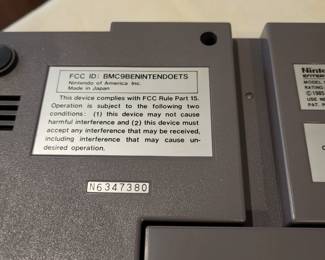 FCC ID: BMC9BENINTENDOETS
Nintendo of America Inc.
Made in Japan
This device complies with FCC Rule Part 15.
Operation is subject to the following two
conditions: (1) this device may not cause
harmful interference and (2) this device must
accept any interference that may be received,
including interference that may cause un-
desired operation.
N6347380
MODEL
RATING
©1985
USE
PAT. P